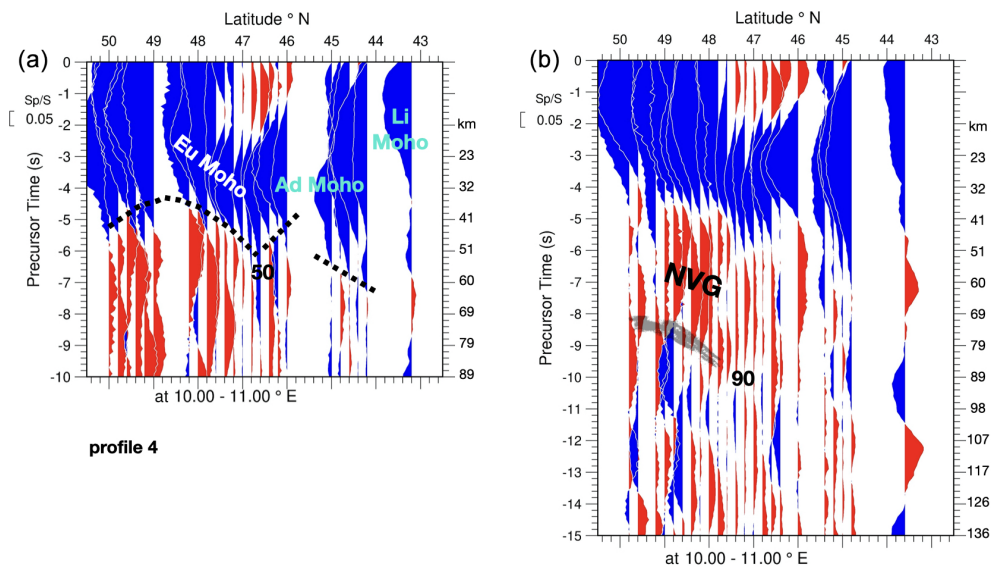 Latitude ° N
(a)
50 49 48 47 46 45 44 43
0
-1
-2
-3
-4
-5
-6
-7
-8
-9
-10
Sp/S
0.05
Precursor Time (s)
Eu Moho
Ad Moho
Li
Moho
50
km
23
32
41
51
60
69
79
89
at 10.00 - 11.00 ° E
profile 4
Latitude ° N
(b)
50 49 48 47 46 45 44 43
0
-1
-2
-3
-4
-5
-6
-7
-8
-9
-10
-11
-12
-13
-14
-15
Sp/S
0.05
Precursor Time (s)
NVG
90
km
23
32
41
51
60
69
79
89
98
107
117
126
136
at 10.00 - 11.00 ° E